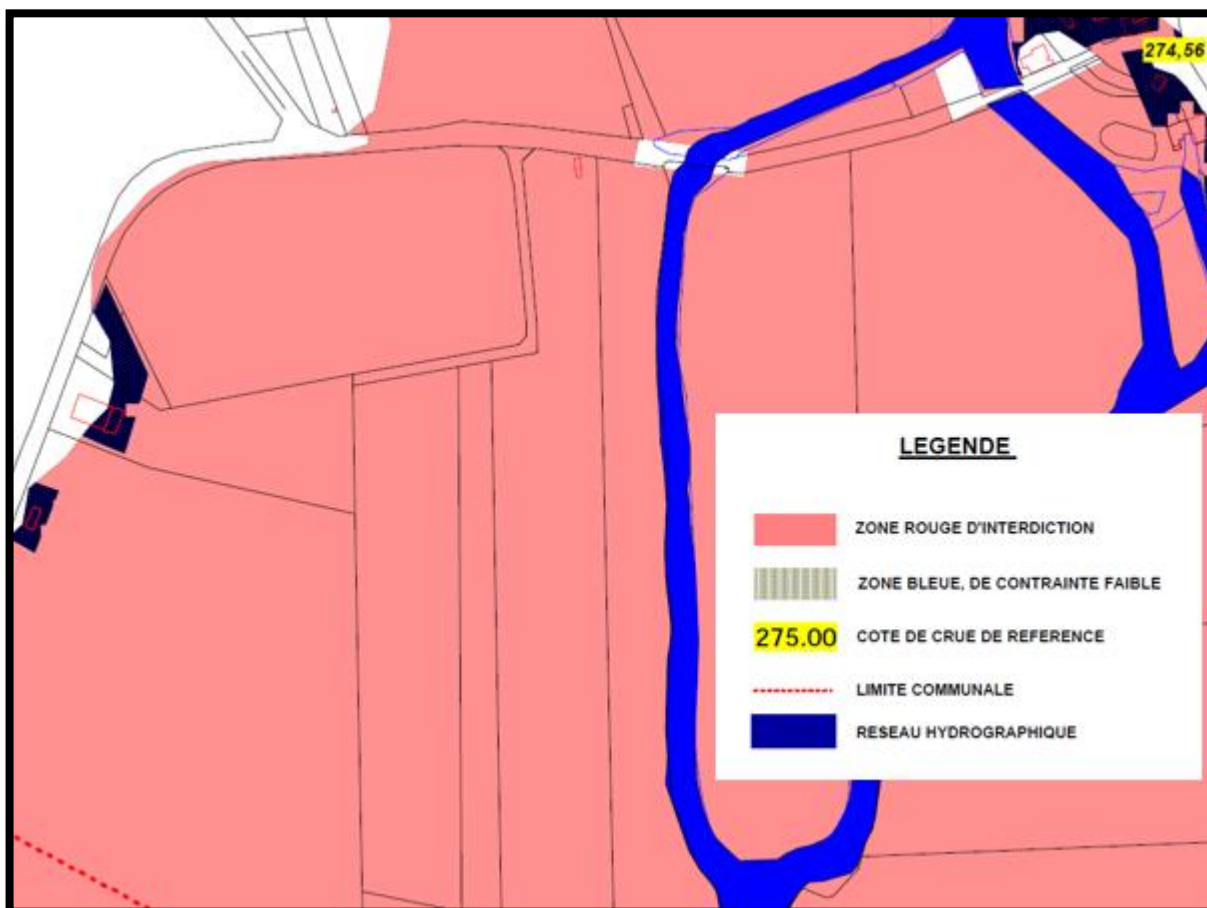 274,56
LEGENDE
ZONE ROUGE D'INTERDICTION
ZONE BLEUE, DE CONTRAINTE FAIBLE
275.00 COTE DE CRUE DE REFERENCE
LIMITE COMMUNALE
RESEAU HYDROGRAPHIQUE